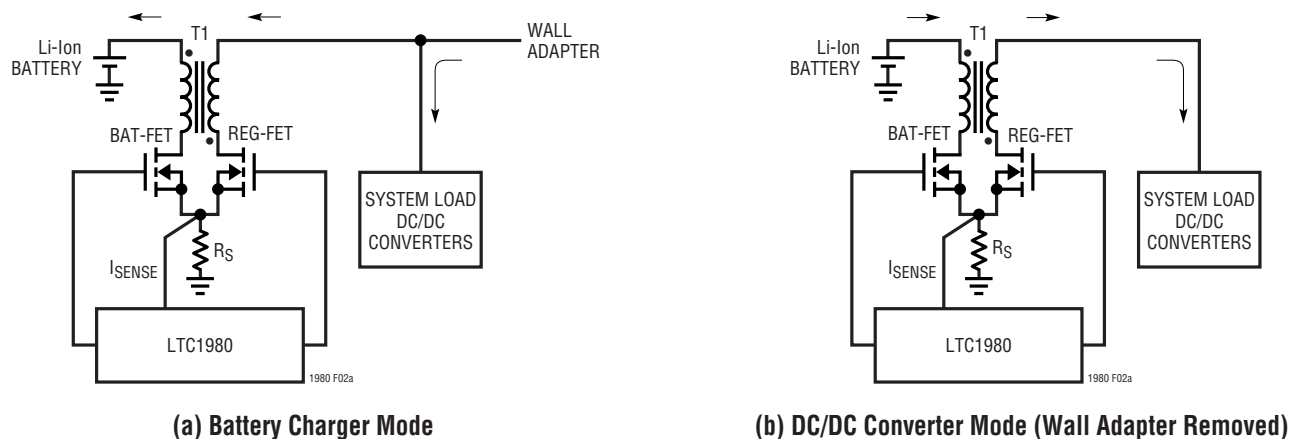 T1
WALL
ADAPTER
Li-Ion
BATTERY
BAT-FET
REG-FET
SYSTEM LOAD
DC/DC
CONVERTERS
RS
ISENSE
LTC1980
1980 F02a
(a) Battery Charger Mode
T1
Li-Ion
BATTERY
BAT-FET
REG-FET
SYSTEM LOAD
DC/DC
CONVERTERS
RS
ISENSE
LTC1980
1980 F02a
(b) DC/DC Converter Mode (Wall Adapter Removed)